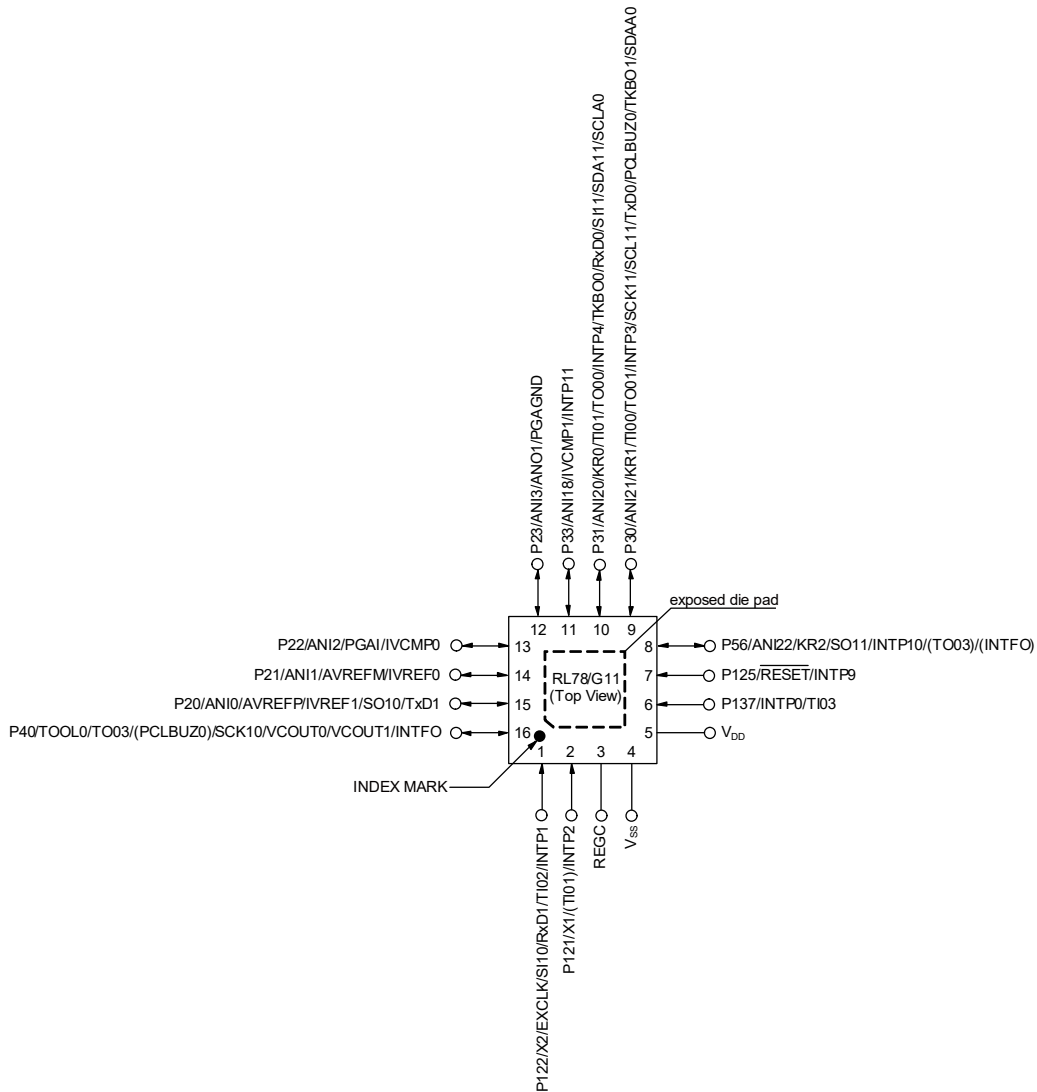 P23/ANI3/ANO1/PGAGND
P33/ANI18/IVCMP1/INTP11
P31/ANI20/KR0/TI01/TO00/INTP4/TKBO0/RxD0/SI11/SDA11/SCLA0
P30/ANI21/KR1/TI00/TO01/INTP3/SCK11/SCL11/TxD0/PCLBUZ0/TKBO1/SDAA0
exposed die pad
12 11 10 9
P22/ANI2/PGAI/IVCMP0
13
8
P56/ANI22/KR2/SO11/INTP10/(TO03)/(INTFO)
P21/ANI1/AVREFM/IVREF0
14
RL78/G11
(Top View)
7
P125/RESET/INTP9
P20/ANI0/AVREFP/IVREF1/SO10/TxD1
15
6
P137/INTP0/TI03
P40/TOOL0/TO03/(PCLBUZ0)/SCK10/VCOUT0/VCOUT1/INTFO
16
5
VDD
1 2 3 4
INDEX MARK
P122/X2/EXCLK/SI10/RxD1/TI02/INTP1
P121/X1/(TI01)/INTP2
REGC
VSS